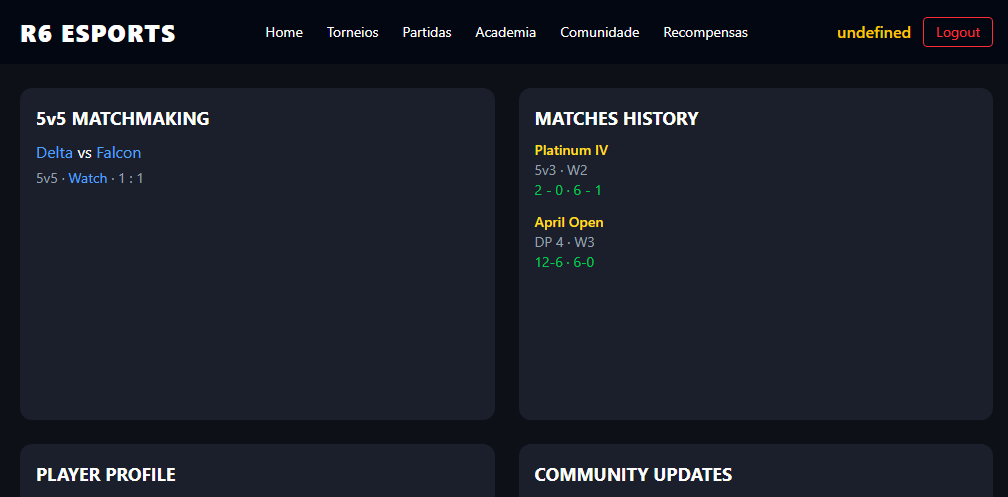 R6 ESPORTS
Home Torneios Partidas Academia Comunidade Recompensas
undefined Logout
5v5 MATCHMAKING
Delta vs Falcon
5v5 · Watch · 1 : 1
MATCHES HISTORY
Platinum IV
5v3 · W2
2 - 0 · 6 - 1
April Open
DP 4 · W3
12-6 · 6-0
PLAYER PROFILE
COMMUNITY UPDATES